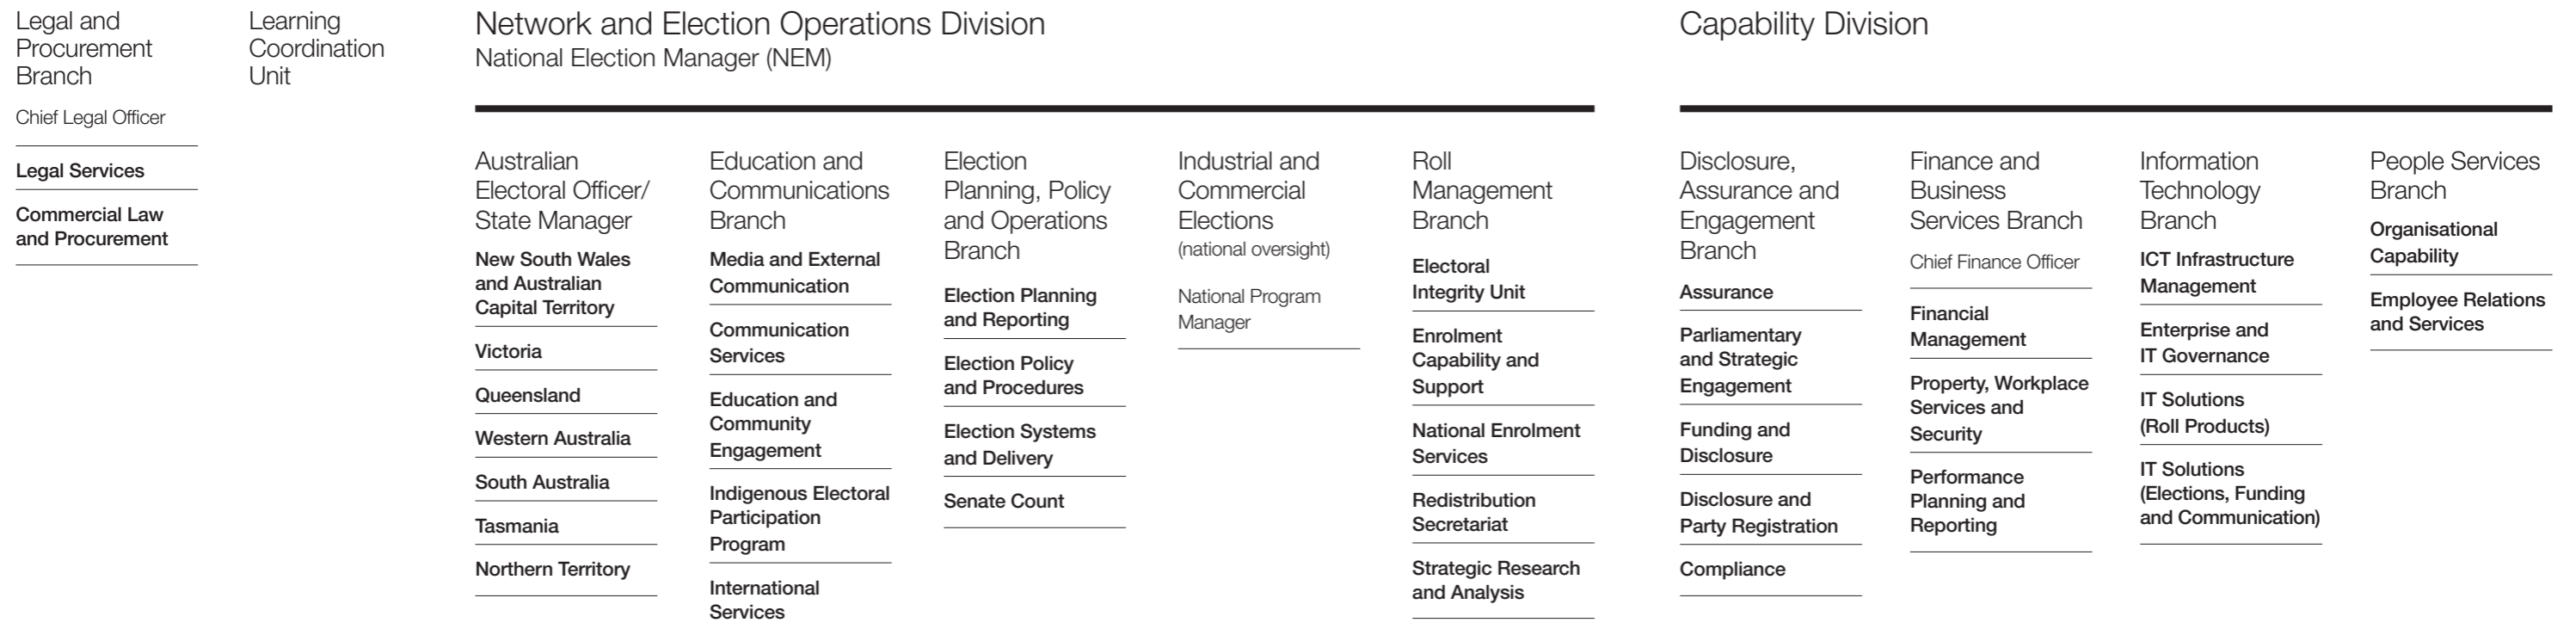 Legal and
Procurement
Branch
Chief Legal Officer
Legal Services
Commercial Law
and Procurement
Learning
Coordination
Unit
Network and Election Operations Division
National Election Manager (NEM)
Australian
Electoral Officer/
State Manager
New South Wales
and Australian
Capital Territory
Victoria
Queensland
Western Australia
South Australia
Tasmania
Northern Territory
Education and
Communications
Branch
Media and External
Communication
Communication
Services
Education and
Community
Engagement
Indigenous Electoral
Participation
Program
International
Services
Election
Planning, Policy
and Operations
Branch
Election Planning
and Reporting
Election Policy
and Procedures
Election Systems
and Delivery
Senate Count
Industrial and
Commercial
Elections
(national oversight)
National Program
Manager
Roll
Management
Branch
Electoral
Integrity Unit
Enrolment
Capability and
Support
National Enrolment
Services
Redistribution
Secretariat
Strategic Research
and Analysis
Capability Division
Disclosure,
Assurance and
Engagement
Branch
Assurance
Parliamentary
and Strategic
Engagement
Funding and
Disclosure
Disclosure and
Party Registration
Compliance
Finance and
Business
Services Branch
Chief Finance Officer
Financial
Management
Property, Workplace
Services and
Security
Performance
Planning and
Reporting
Information
Technology
Branch
ICT Infrastructure
Management
Enterprise and
IT Governance
IT Solutions
(Roll Products)
IT Solutions
(Elections, Funding
and Communication)
People Services
Branch
Organisational
Capability
Employee Relations
and Services